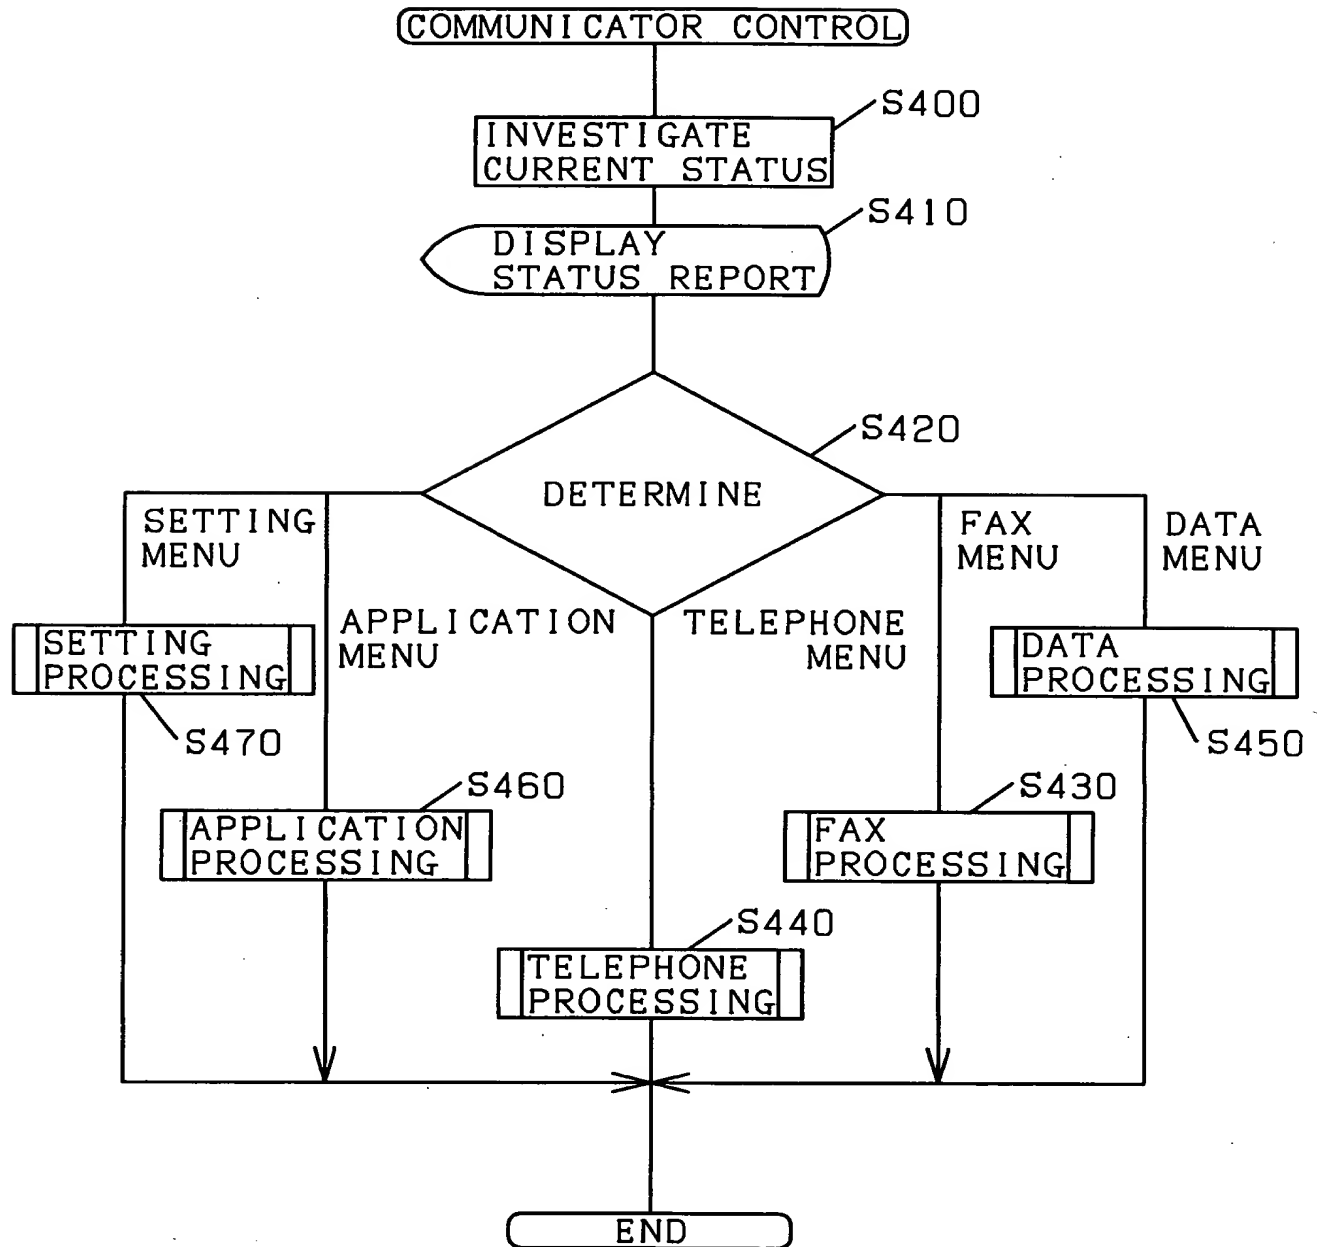 COMMUNICATOR CONTROL
S400
INVESTIGATE
CURRENT STATUS
S410
DISPLAY
STATUS REPORT
S420
DETERMINE
SETTING
MENU
FAX
MENU
DATA
MENU
APPLICATION
MENU
TELEPHONE
MENU
SETTING
PROCESSING
DATA
PROCESSING
S470
S450
S460
S430
APPLICATION
PROCESSING
FAX
PROCESSING
S440
TELEPHONE
PROCESSING
END